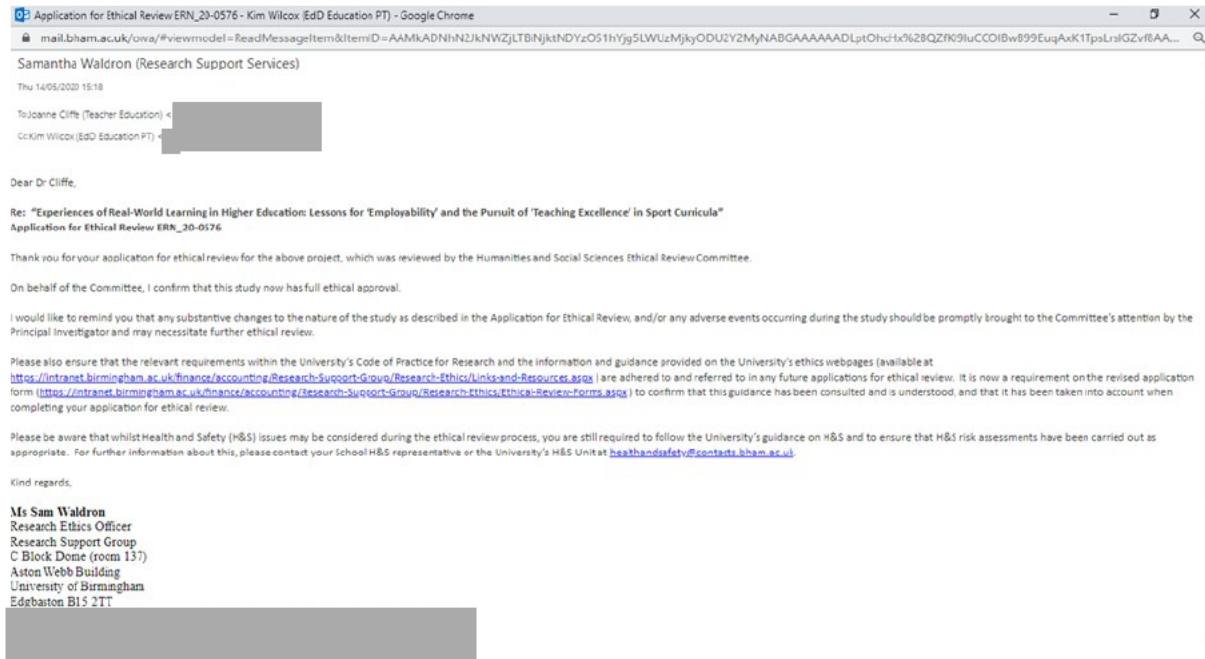 Application for Ethical Review ERN_20-0576 - Kim Wilcox (EdD Education PT) - Google Chrome
Samantha Waldron (Research Support Services)
Thu 14/05/2020 15:18
To:Joanne Cliffe (Teacher Education) <
Cc:Kim Wilcox (EdD Education PT) <
Dear Dr Cliffe,
Re: "Experiences of Real-World Learning in Higher Education: Lessons for 'Employability' and the Pursuit of 'Teaching Excellence' in Sport Curricula"
Application for Ethical Review ERN_20-0576
Thank you for your application for ethical review for the above project, which was reviewed by the Humanities and Social Sciences Ethical Review Committee.
On behalf of the Committee, I confirm that this study now has full ethical approval.
I would like to remind you that any substantive changes to the nature of the study as described in the Application for Ethical Review, and/or any adverse events occurring during the study should be promptly brought to the Committee's attention by the
Principal Investigator and may necessitate further ethical review.
Please also ensure that the relevant requirements within the University's Code of Practice for Research and the information and guidance provided on the University's ethics webpages (available at
https://intranet.birmingham.ac.uk/finance/accounting/Research-Support-Group/Research-Ethics/Links-and-Resources.aspx ) are adhered to and referred to in any future applications for ethical review. It is now a requirement on the revised application
form (https://intranet.birmingham.ac.uk/finance/accounting/Research-Support-Group/Research-Ethics/Ethical-Review-Forms.aspx ) to confirm that this guidance has been consulted and is understood, and that it has been taken into account when
completing your application for ethical review.
Please be aware that whilst Health and Safety (H&S) issues may be considered during the ethical review process, you are still required to follow the University's guidance on H&S and to ensure that H&S risk assessments have been carried out as
appropriate. For further information about this, please contact your School H&S representative or the University's H&S Unit at healthandsafety@contacts.bham.ac.uk.
Kind regards,
Ms Sam Waldron
Research Ethics Officer
Research Support Group
C Block Dome (room 137)
Aston Webb Building
University of Birmingham
Edgbaston B15 2TT